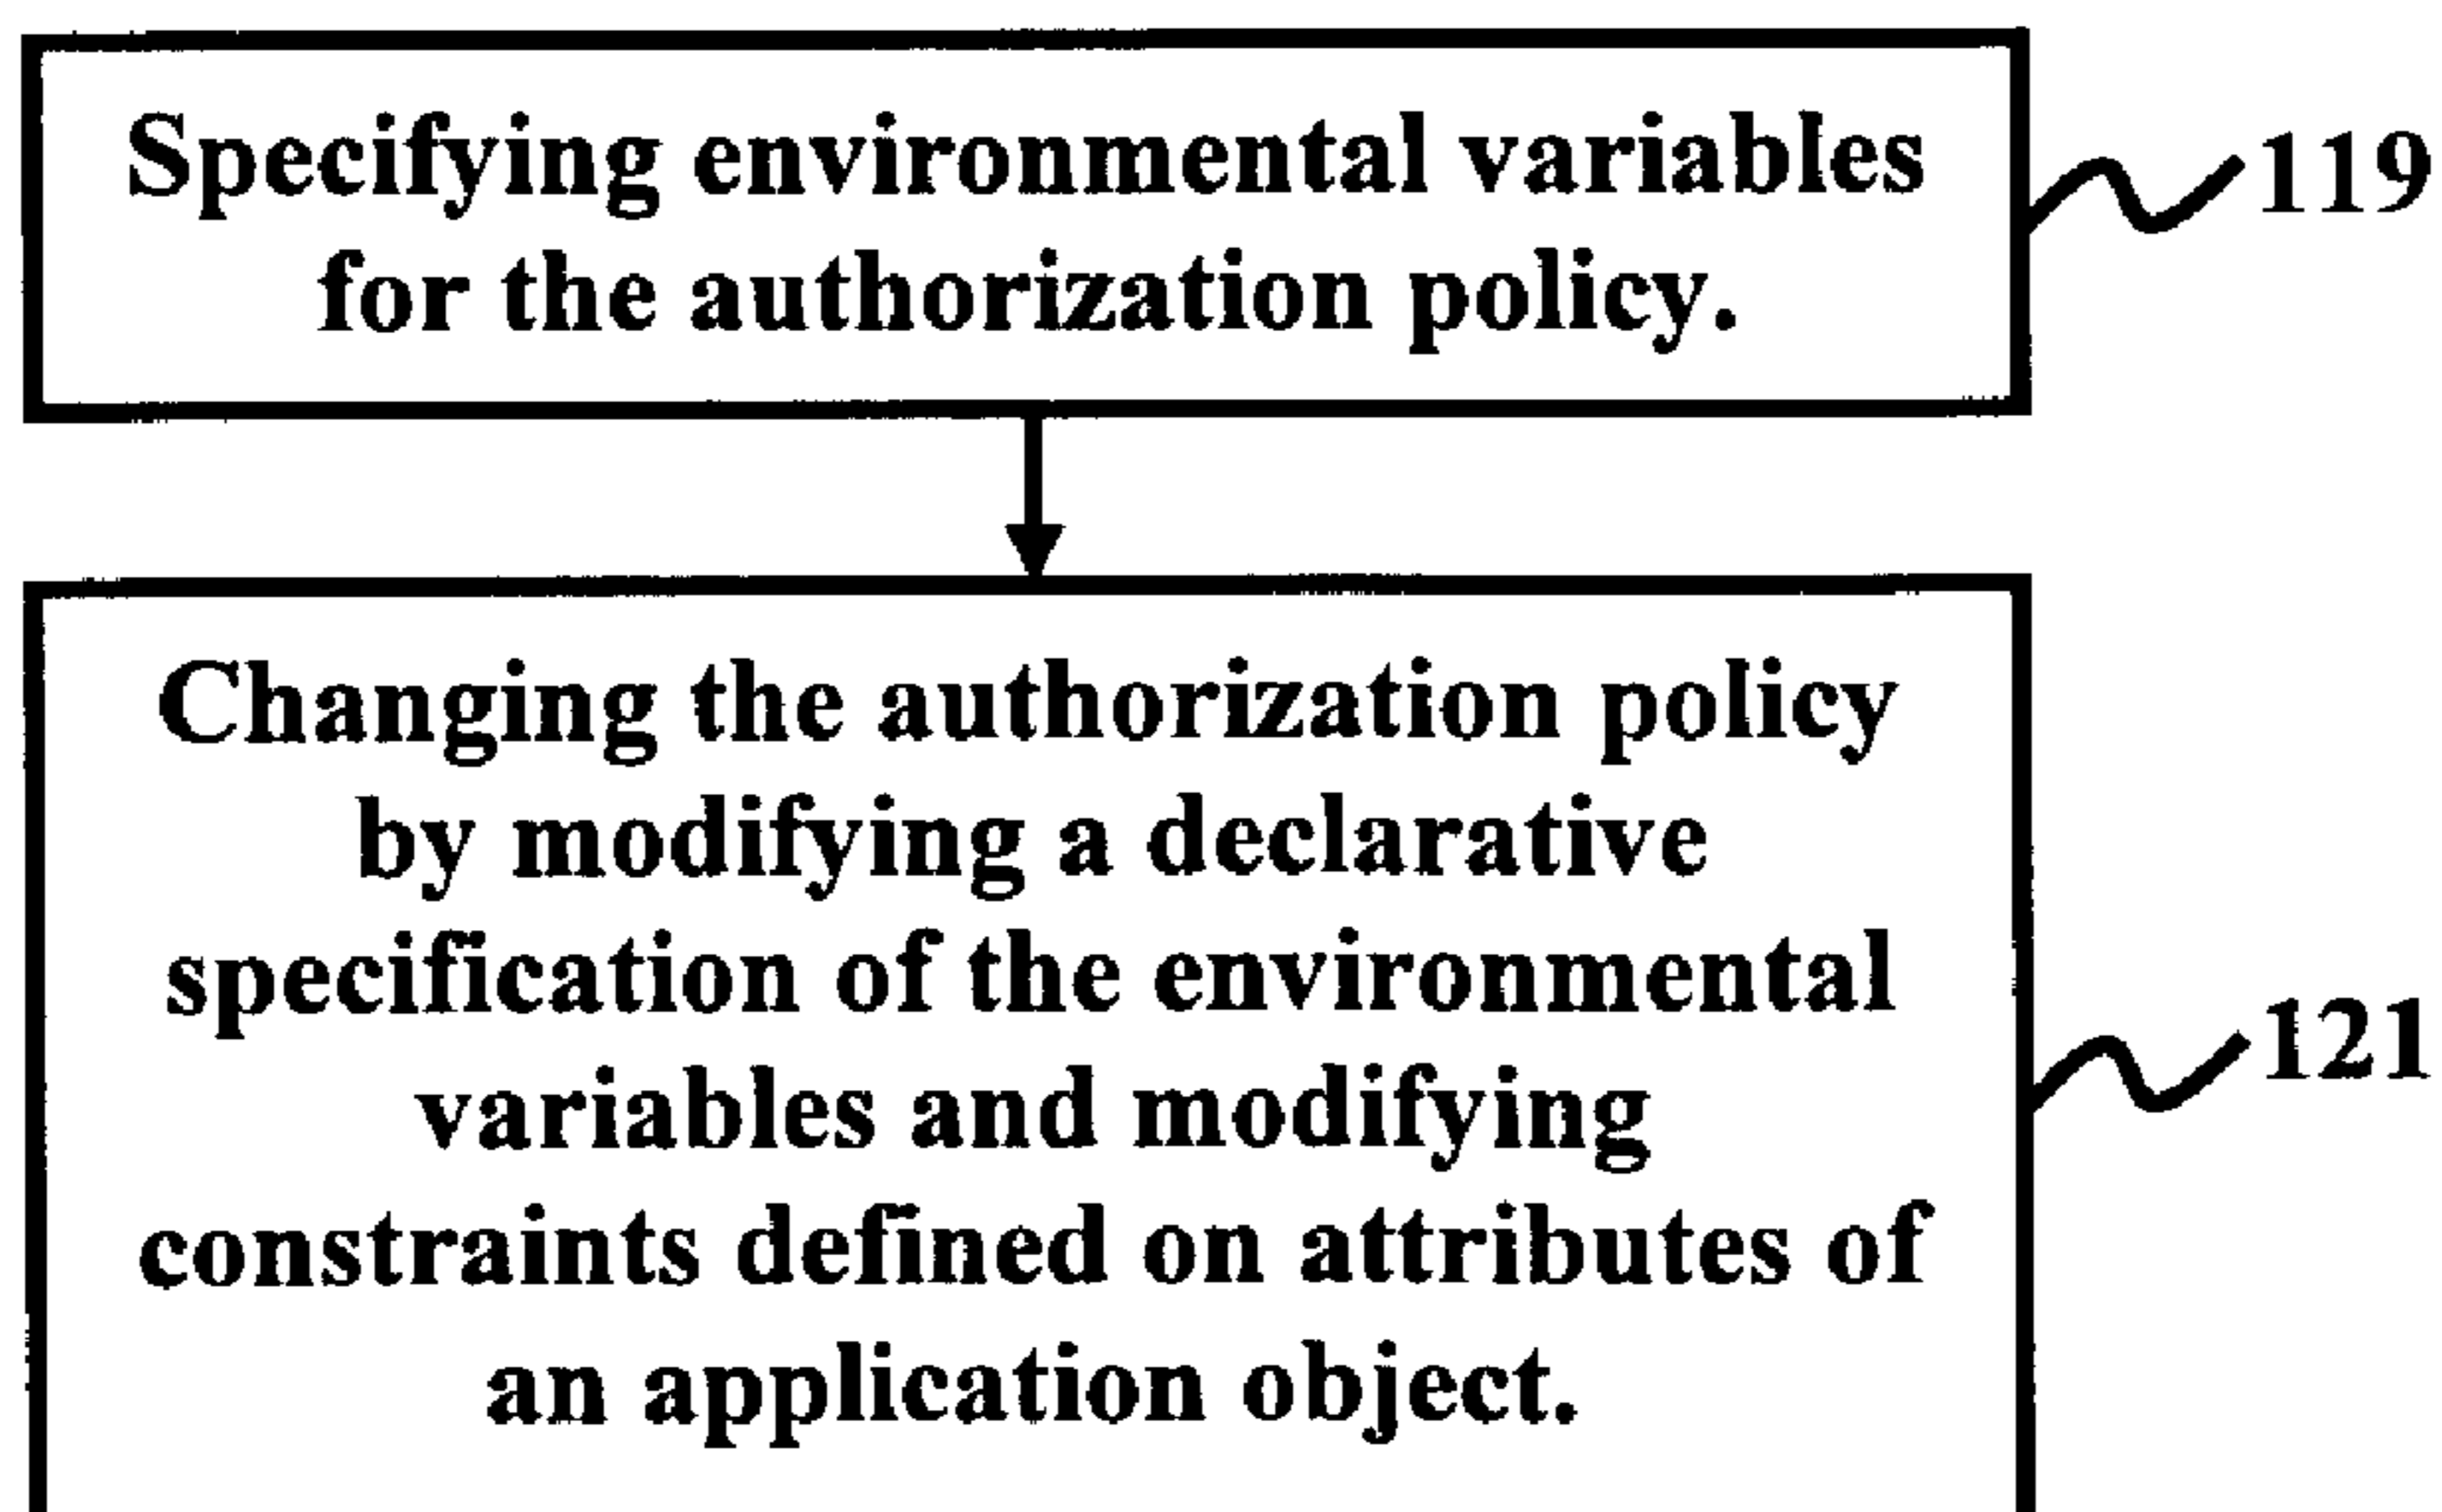 Specifying environmental variables
for the authorization policy.
119
Changing the authorization policy
by modifying a declarative
specification of the environmental
variables and modifying
constraints defined on attributes of
an application object.
121